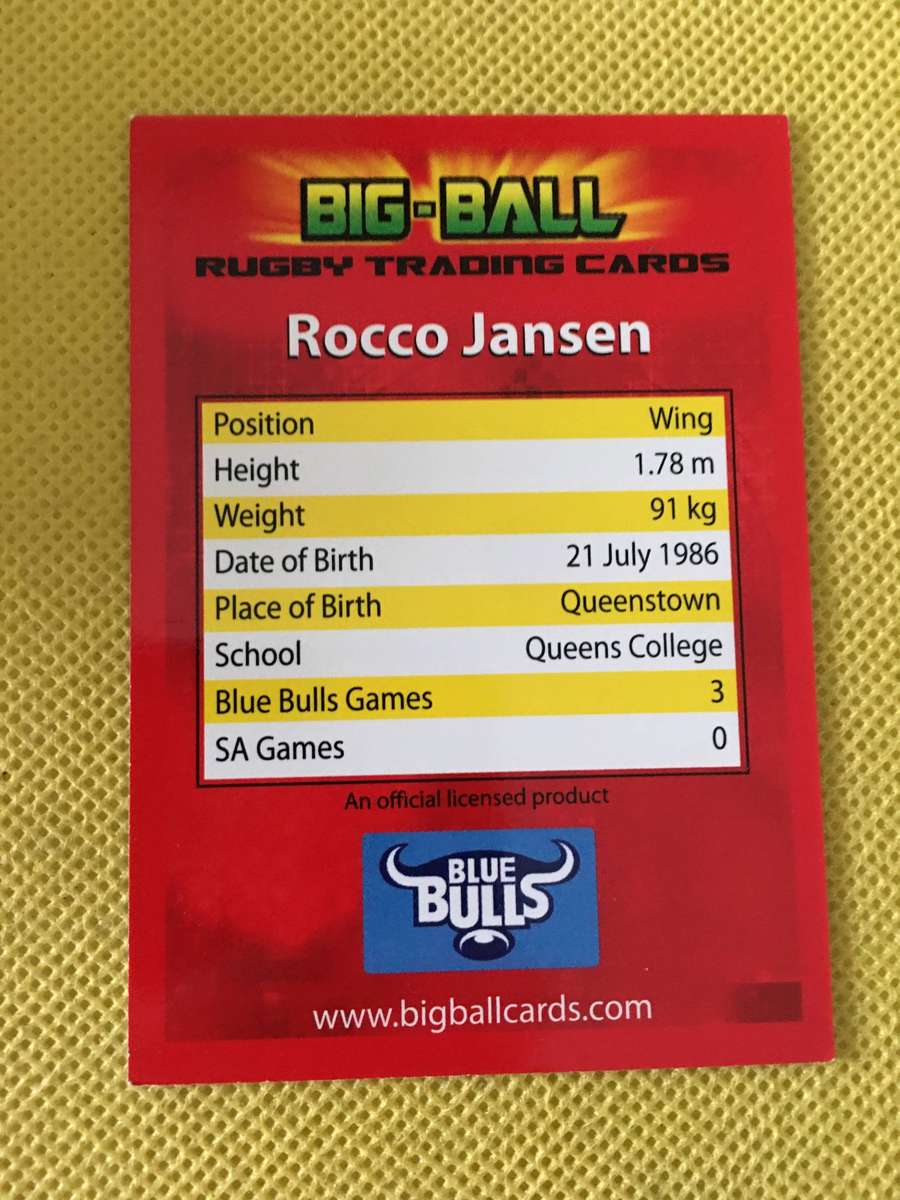 BIG-BALL
RUGBY TRADING CARDS
Rocco Jansen
Position Wing
Height 1.78 m
Weight 91 kg
Date of Birth 21 July 1986
Place of Birth Queenstown
School Queens College
Blue Bulls Games 3
SA Games 0
An official licensed product
BLUE
BULLS
www.bigballcards.com